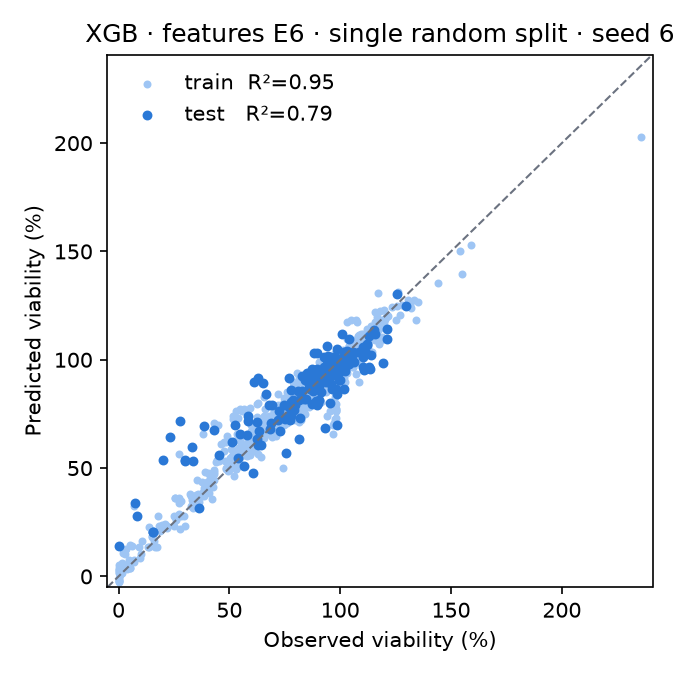 XGB · features E6 · single random split · seed 6
train R²=0.95
test R²=0.79
200
150
100
50
0
Predicted viability (%)
0 50 100 150 200
Observed viability (%)